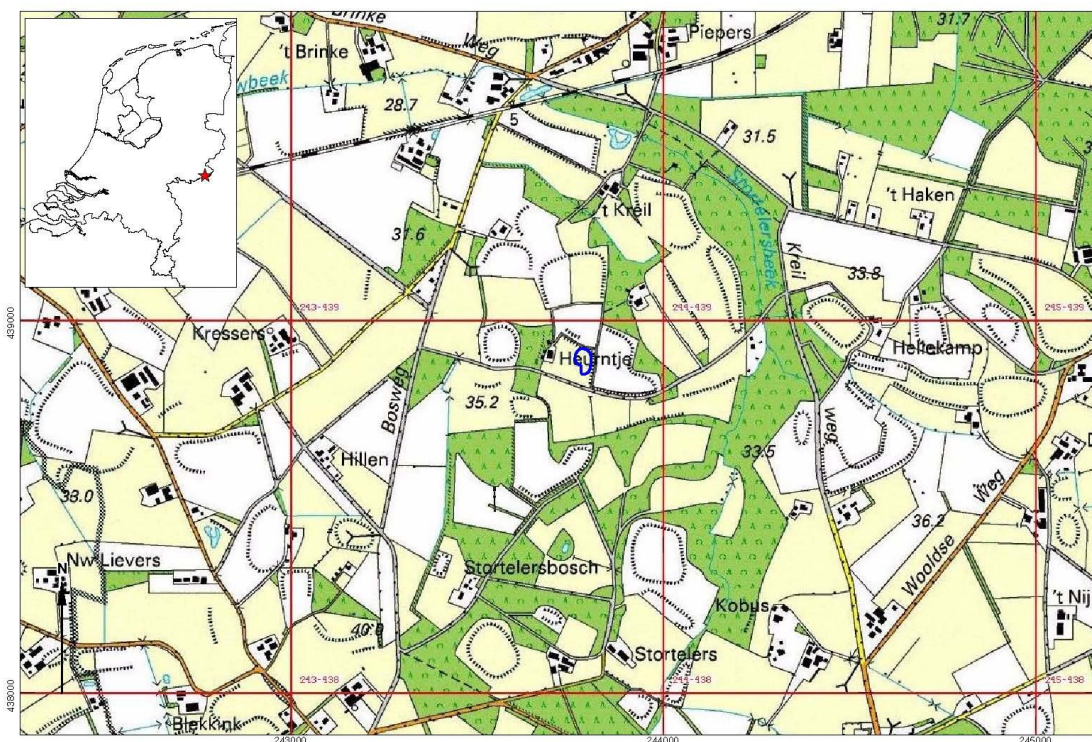 Brinke
't Brinke
Weg
Piepers
31.7
wbeek
28.7
5
31.5
Stortelersbeek
't Haken
't Kreil
31.6
Kreil
33.8
439000
243-439
244-439
245-439
Kressers
Heurntje
Hellekamp
Bosweg
35.2
weg
Hillen
33.5
33.0
36.2
Weg
Wooldse
Nw Lievers
N
Stortelersbosch
Kobus
't Nij
Stortelers
438000
243-438
244-438
245-438
Blekkink
243000
244000
245000